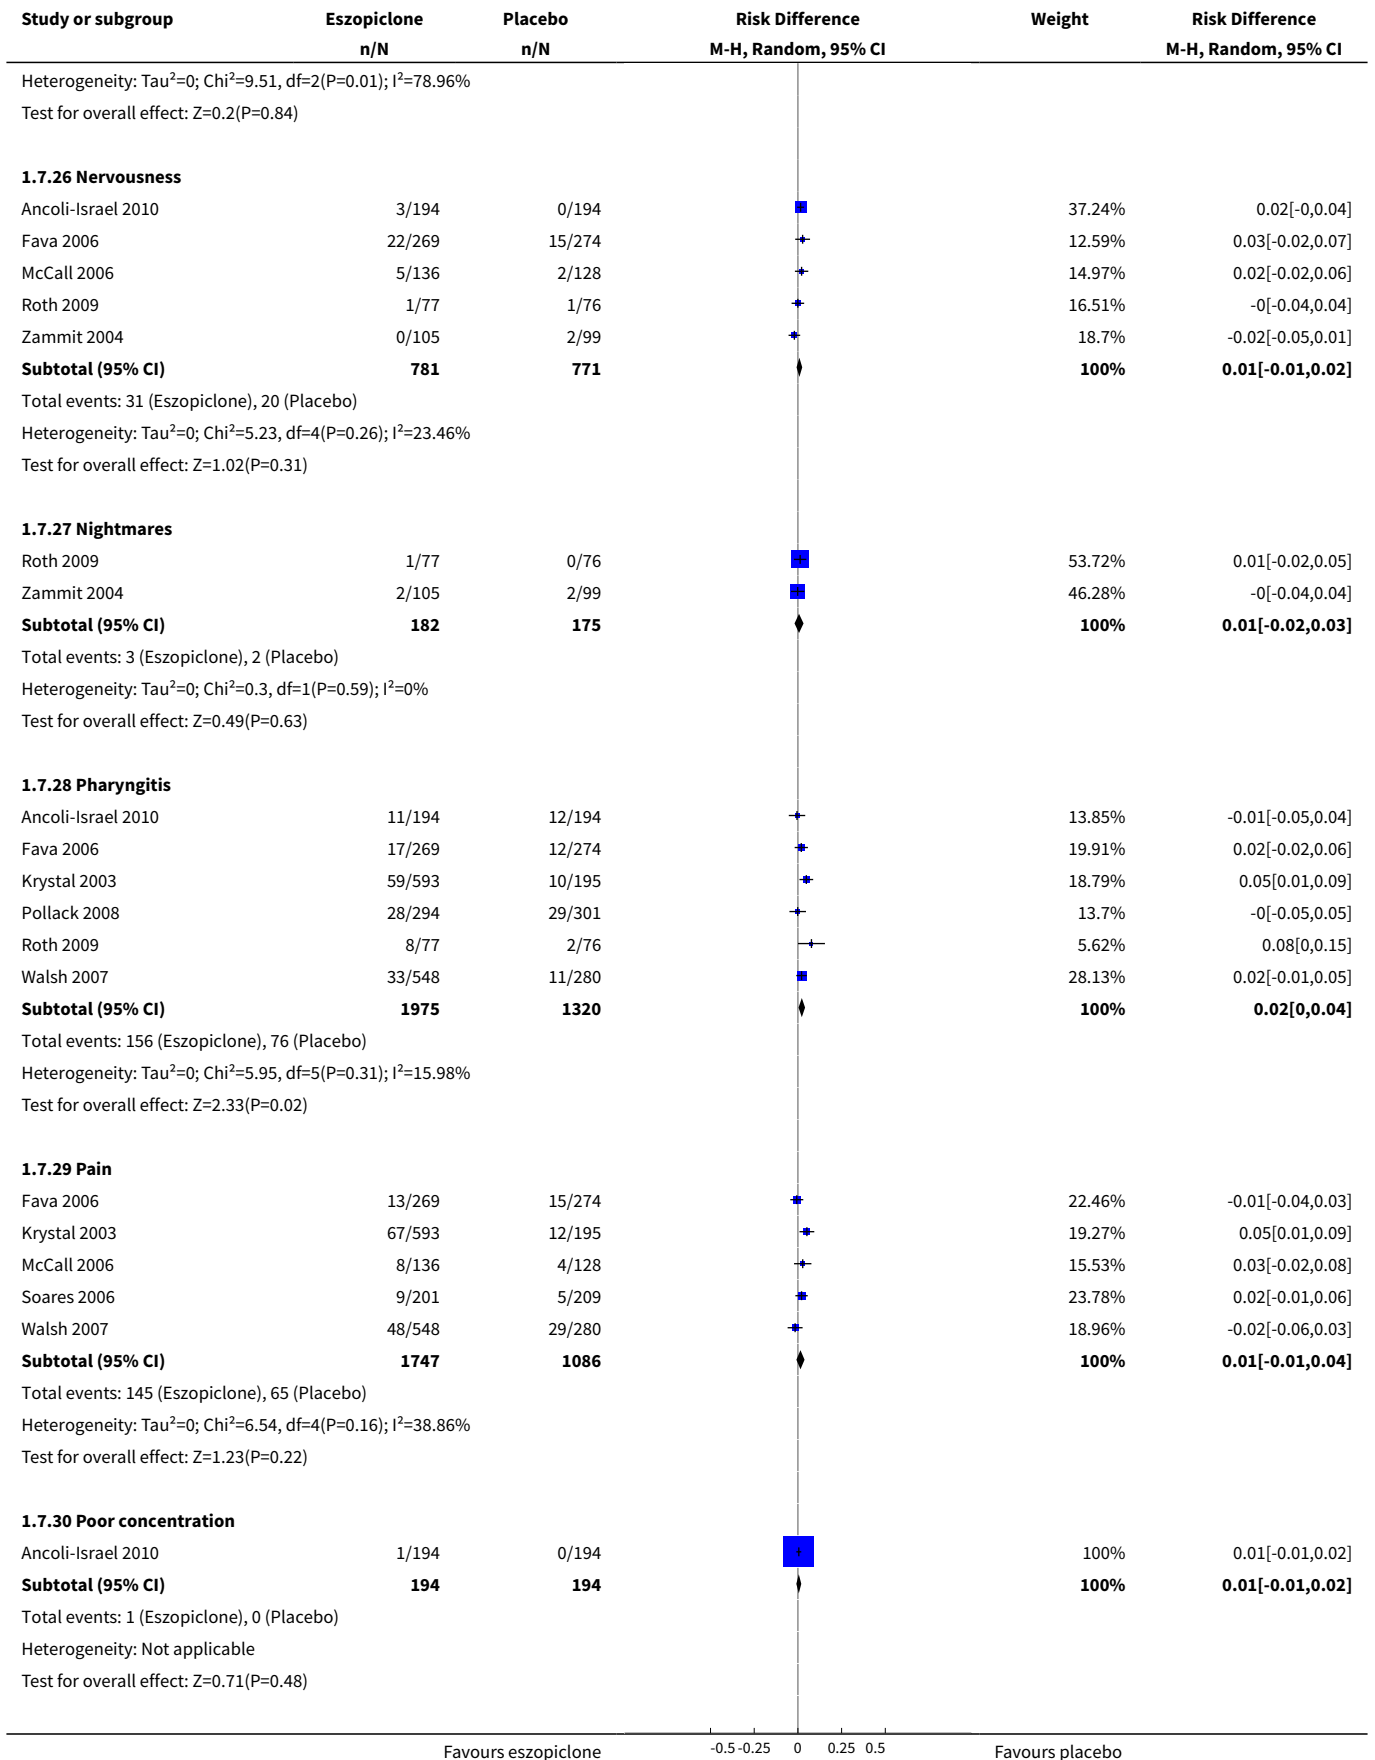 Study or subgroup Eszopiclone Placebo Risk Difference Weight Risk Difference
n/N n/N M-H, Random, 95% CI M-H, Random, 95% CI
Heterogeneity: Tau²=0; Chi²=9.51, df=2(P=0.01); I²=78.96%
Test for overall effect: Z=0.2(P=0.84)
1.7.26 Nervousness
Ancoli-Israel 2010 3/194 0/194 37.24% 0.02[-0,0.04]
Fava 2006 22/269 15/274 12.59% 0.03[-0.02,0.07]
McCall 2006 5/136 2/128 14.97% 0.02[-0.02,0.06]
Roth 2009 1/77 1/76 16.51% -0[-0.04,0.04]
Zammit 2004 0/105 2/99 18.7% -0.02[-0.05,0.01]
Subtotal (95% CI) 781 771 100% 0.01[-0.01,0.02]
Total events: 31 (Eszopiclone), 20 (Placebo)
Heterogeneity: Tau²=0; Chi²=5.23, df=4(P=0.26); I²=23.46%
Test for overall effect: Z=1.02(P=0.31)
1.7.27 Nightmares
Roth 2009 1/77 0/76 53.72% 0.01[-0.02,0.05]
Zammit 2004 2/105 2/99 46.28% -0[-0.04,0.04]
Subtotal (95% CI) 182 175 100% 0.01[-0.02,0.03]
Total events: 3 (Eszopiclone), 2 (Placebo)
Heterogeneity: Tau²=0; Chi²=0.3, df=1(P=0.59); I²=0%
Test for overall effect: Z=0.49(P=0.63)
1.7.28 Pharyngitis
Ancoli-Israel 2010 11/194 12/194 13.85% -0.01[-0.05,0.04]
Fava 2006 17/269 12/274 19.91% 0.02[-0.02,0.06]
Krystal 2003 59/593 10/195 18.79% 0.05[0.01,0.09]
Pollack 2008 28/294 29/301 13.7% -0[-0.05,0.05]
Roth 2009 8/77 2/76 5.62% 0.08[0,0.15]
Walsh 2007 33/548 11/280 28.13% 0.02[-0.01,0.05]
Subtotal (95% CI) 1975 1320 100% 0.02[0,0.04]
Total events: 156 (Eszopiclone), 76 (Placebo)
Heterogeneity: Tau²=0; Chi²=5.95, df=5(P=0.31); I²=15.98%
Test for overall effect: Z=2.33(P=0.02)
1.7.29 Pain
Fava 2006 13/269 15/274 22.46% -0.01[-0.04,0.03]
Krystal 2003 67/593 12/195 19.27% 0.05[0.01,0.09]
McCall 2006 8/136 4/128 15.53% 0.03[-0.02,0.08]
Soares 2006 9/201 5/209 23.78% 0.02[-0.01,0.06]
Walsh 2007 48/548 29/280 18.96% -0.02[-0.06,0.03]
Subtotal (95% CI) 1747 1086 100% 0.01[-0.01,0.04]
Total events: 145 (Eszopiclone), 65 (Placebo)
Heterogeneity: Tau²=0; Chi²=6.54, df=4(P=0.16); I²=38.86%
Test for overall effect: Z=1.23(P=0.22)
1.7.30 Poor concentration
Ancoli-Israel 2010 1/194 0/194 100% 0.01[-0.01,0.02]
Subtotal (95% CI) 194 194 100% 0.01[-0.01,0.02]
Total events: 1 (Eszopiclone), 0 (Placebo)
Heterogeneity: Not applicable
Test for overall effect: Z=0.71(P=0.48)
Favours eszopiclone -0.5 -0.25 0 0.25 0.5 Favours placebo